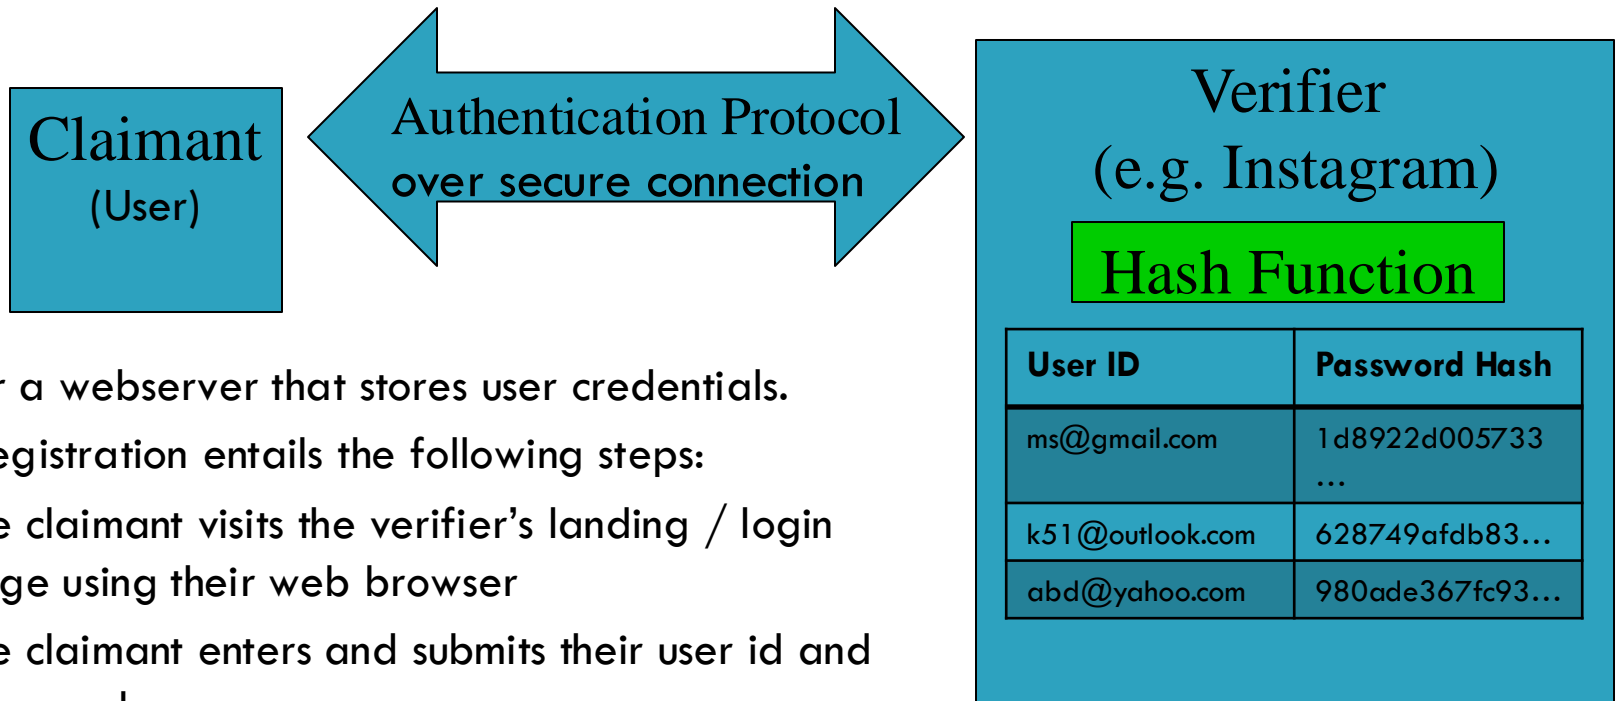 Claimant
(User)
Authentication Protocol
over secure connection
Verifier
(e.g. Instagram)
Hash Function
User ID Password Hash
ms@gmail.com 1d8922d005733
...
k51@outlook.com 628749afdb83...
abd@yahoo.com 980ade367fc93...
a webserver that stores user credentials.
egistration entails the following steps:
e claimant visits the verifier’s landing / login
ge using their web browser
e claimant enters and submits their user id and